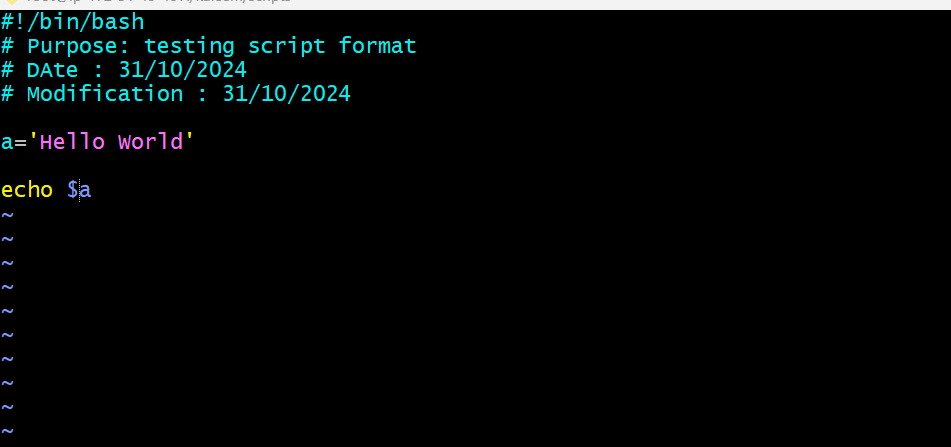 #!/bin/bash
# Purpose: testing script format
# DAte : 31/10/2024
# Modification : 31/10/2024
a='Hello World'
echo $a
~
~
~
~
~
~
~
~
~
~